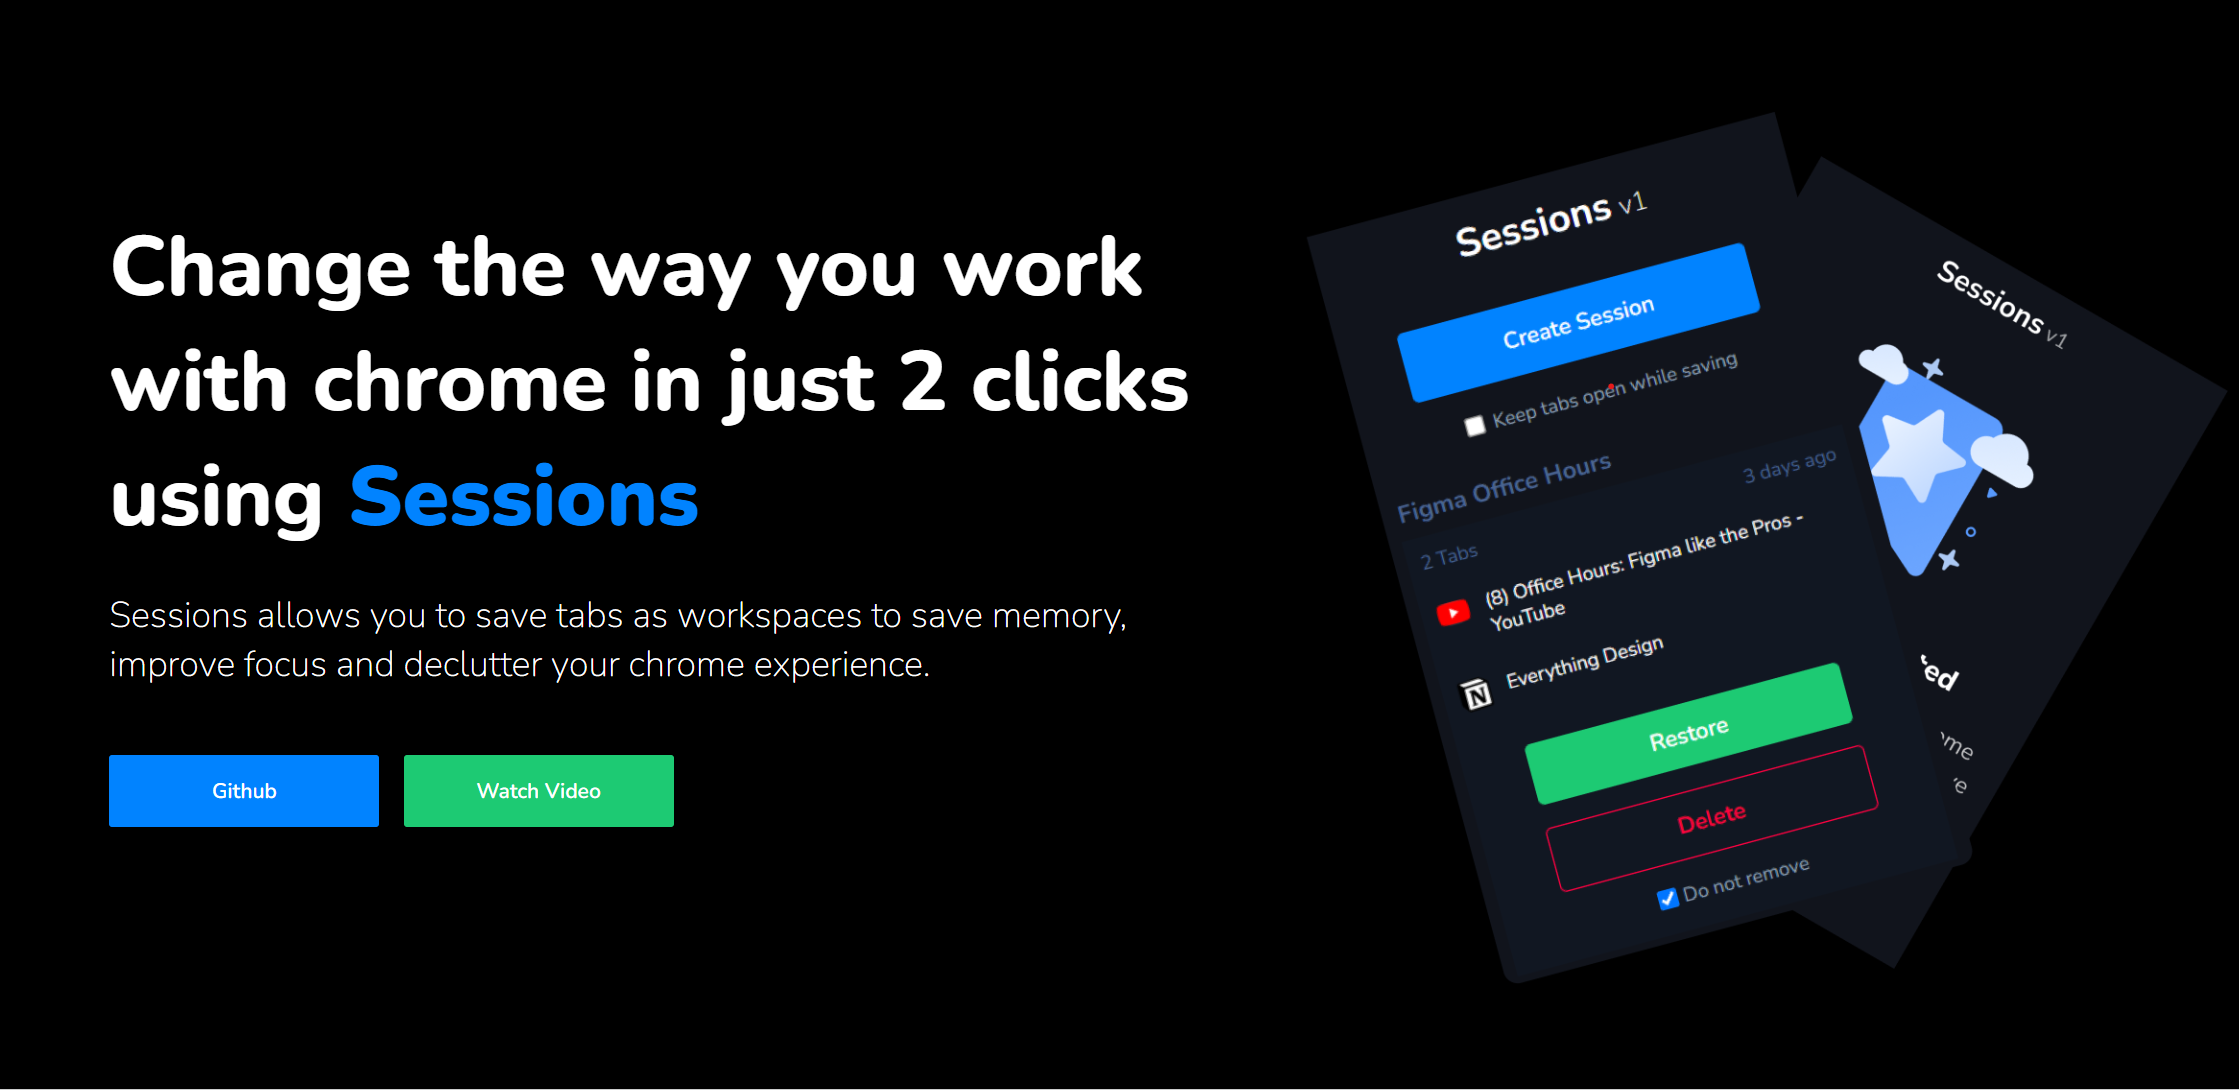 Change the way you work
with chrome in just 2 clicks
using Sessions
Sessions allows you to save tabs as workspaces to save memory,
improve focus and declutter your chrome experience.
Github
Watch Video
Sessions v1
Create Session
Keep tabs open while saving
Figma Office Hours
3 days ago
2 Tabs
(8) Office Hours: Figma like the Pros -
YouTube
Everything Design
Restore
Delete
Do not remove
Sessions v1